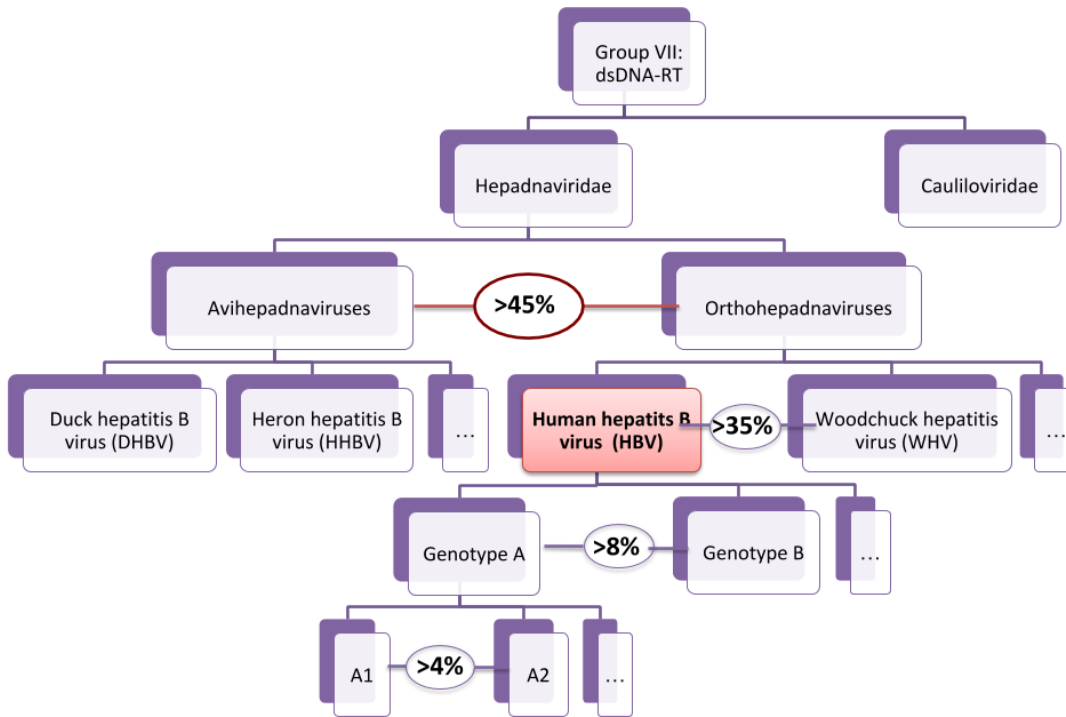 Group VII:
dsDNA-RT
Hepadnaviridae
Cauliloviridae
Avihepadnaviruses
>45%
Orthohepadnaviruses
Duck hepatitis B
virus (DHBV)
Heron hepatitis B
virus (HHBV)
...
Human hepatits B
virus (HBV)
>35%
Woodchuck hepatitis
virus (WHV)
...
Genotype A
>8%
Genotype B
...
A1
>4%
A2
...